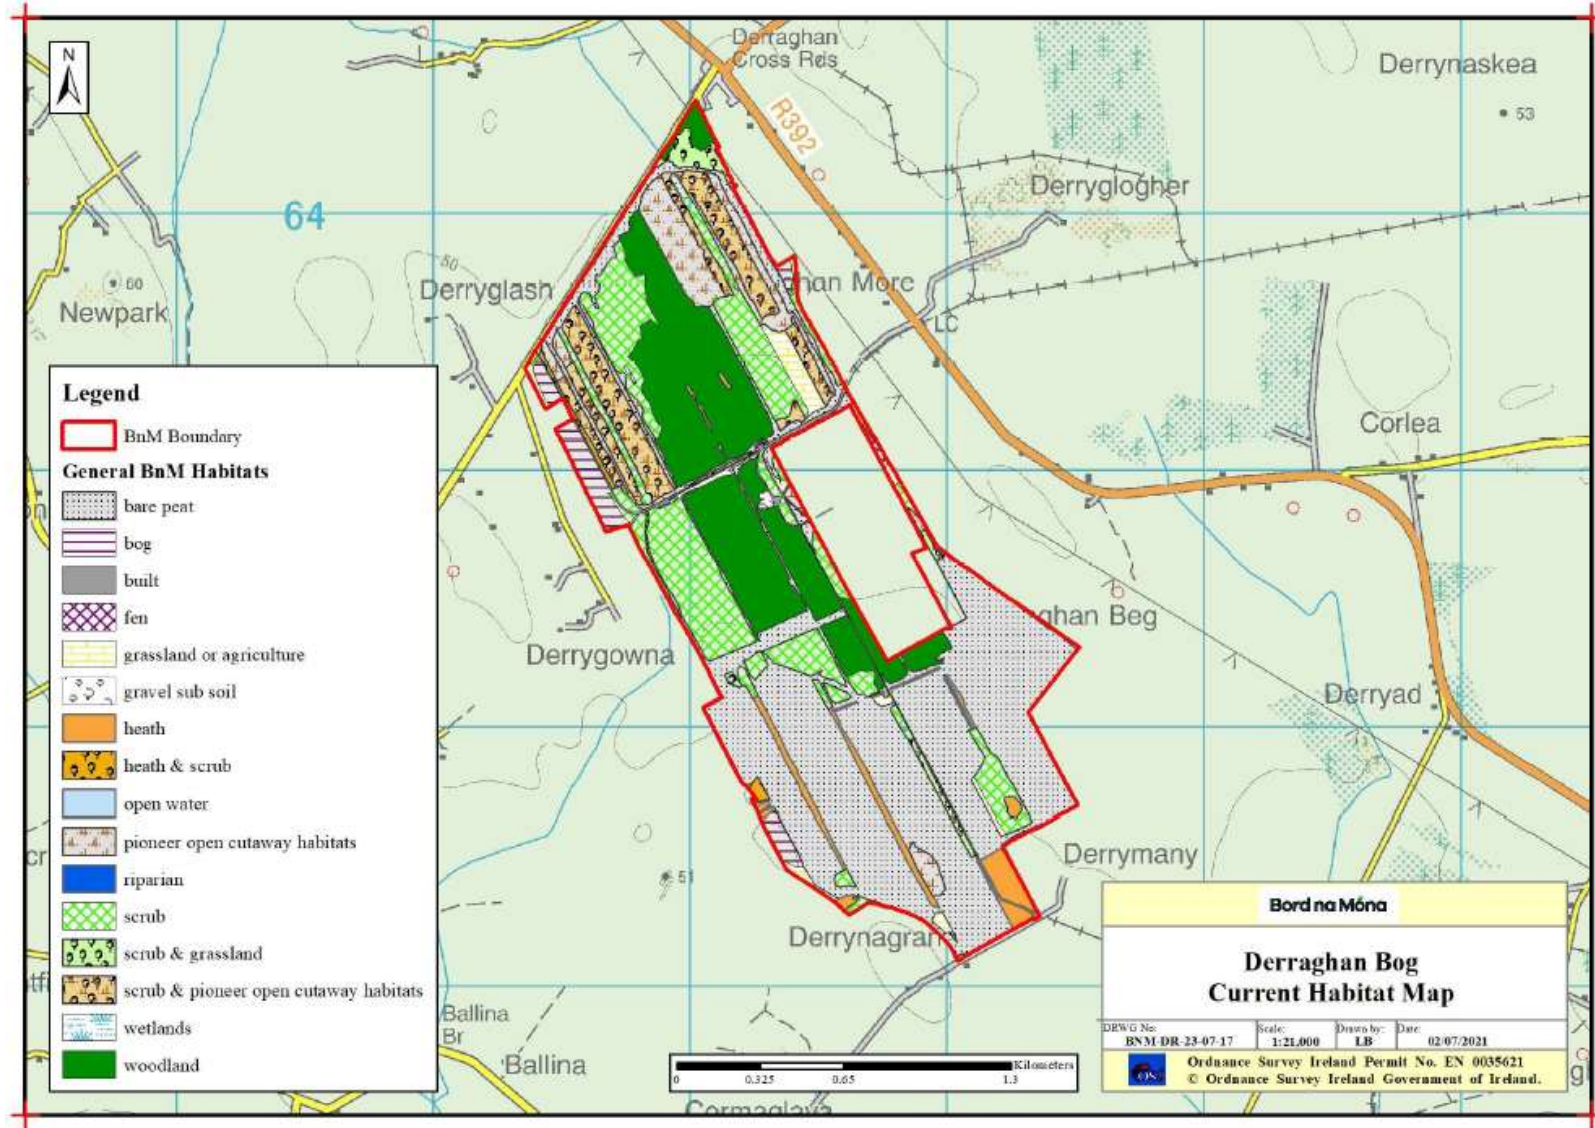 Derraghan
Cross Rds
Derrynaskea
53
N
R392
Derryglogher
64
50
60
Derryglash
Newpark
LC
Corlea
Legend
BnM Boundary
General BnM Habitats
bare peat
bog
built
fen
grassland or agriculture
gravel sub soil
heath
heath & scrub
open water
pioneer open cutaway habitats
riparian
scrub
scrub & grassland
scrub & pioneer open cutaway habitats
wetlands
woodland
ghan Beg
Derrygowna
Derryad
51
Derrymany
Derrynagran
Ballina
Br
Ballina
Kilometers
0 0.325 0.65 1.3
Bord na Móna
Derraghan Bog
Current Habitat Map
DRWG No: Scale: Drawn by: Date:
BNM-DR-23-07-17 1:21,000 LB 02/07/2021
Ordnance Survey Ireland Permit No. EN 0035621
© Ordnance Survey Ireland Government of Ireland.